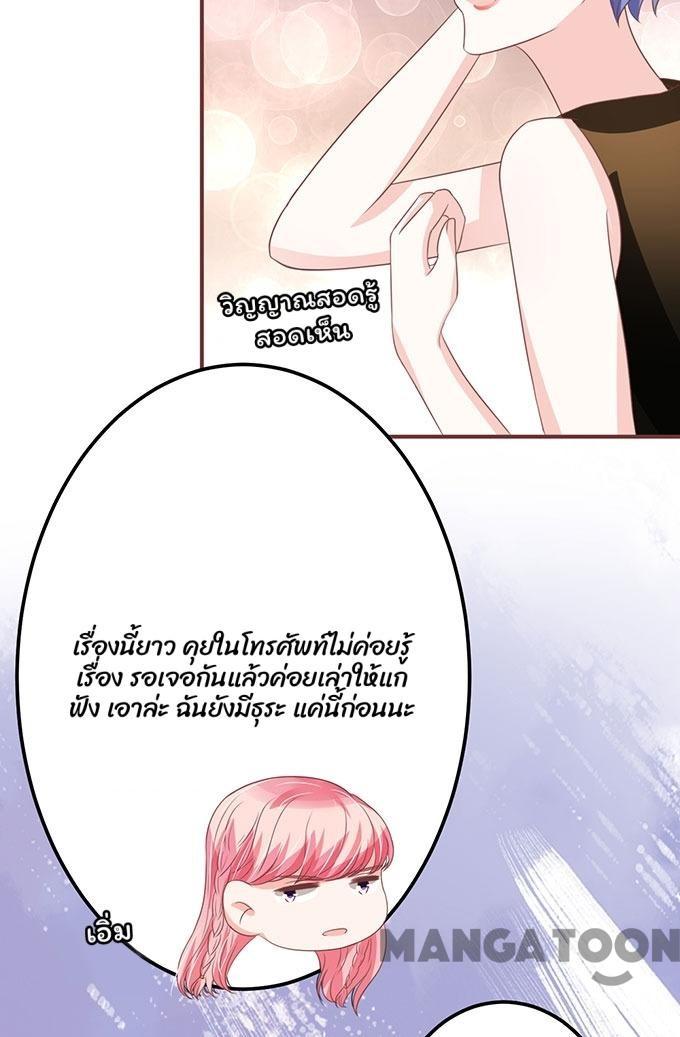 วิญญาณสอดรู้
สอดเห็น
เรื่องนี้ยาว คุยในโทรศัพท์ไม่ค่อยรู้
เรื่อง รอเจอกันแล้วค่อยเล่าให้แก
ฟัง เอาล่ะ ฉันยังมีธุระ แค่นี้ก่อนนะ
เอิ่ม
MANGATOON